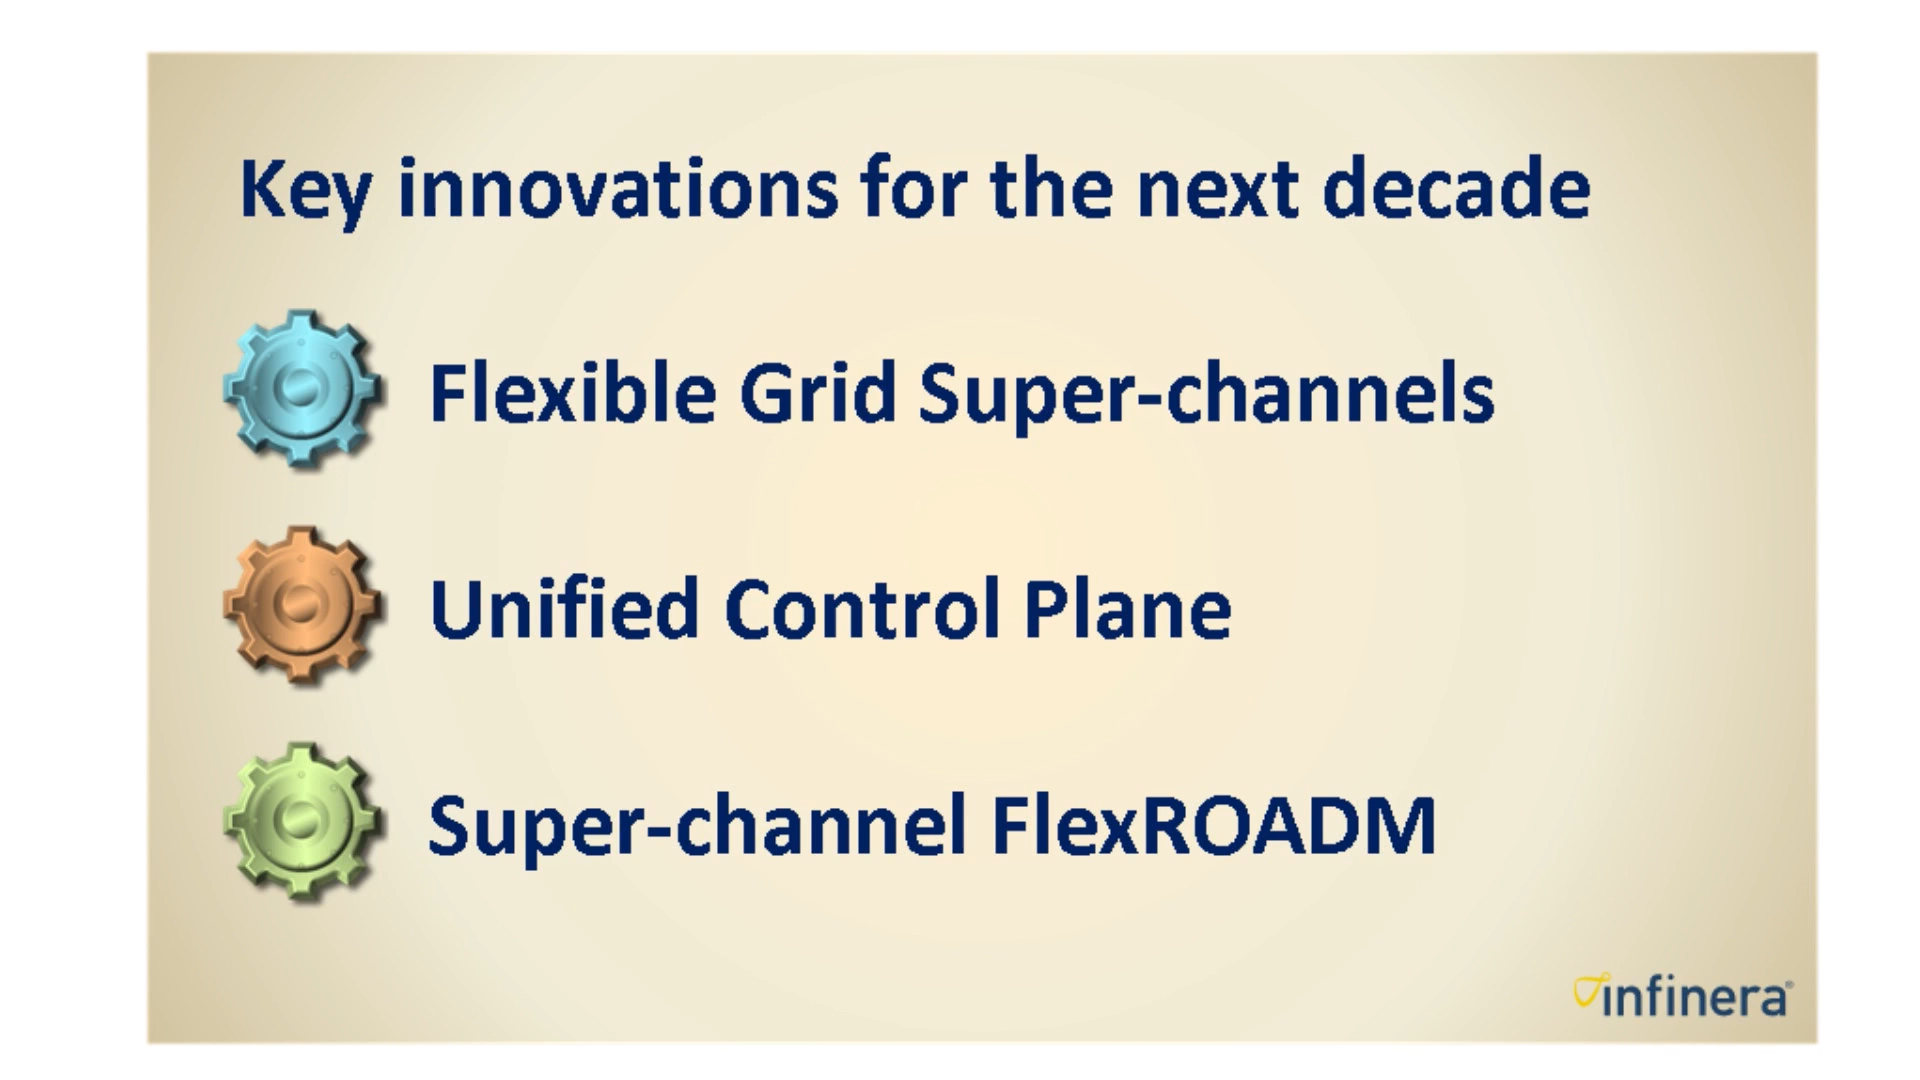 Key innovations for the next decade
Flexible Grid Super-channels
Unified Control Plane
Super-channel FlexROADM
infinera®